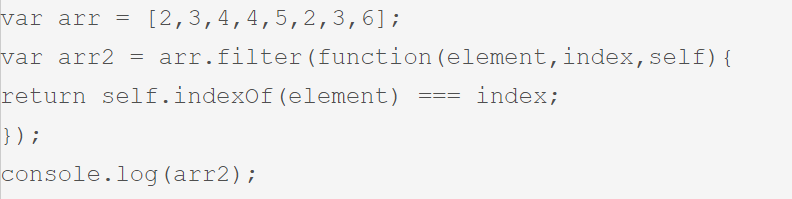 var arr = [2,3,4,4,5,2,3,6];
var arr2 = arr.filter(function(element,index,self){
return self.indexOf(element) === index;
});
console.log(arr2);